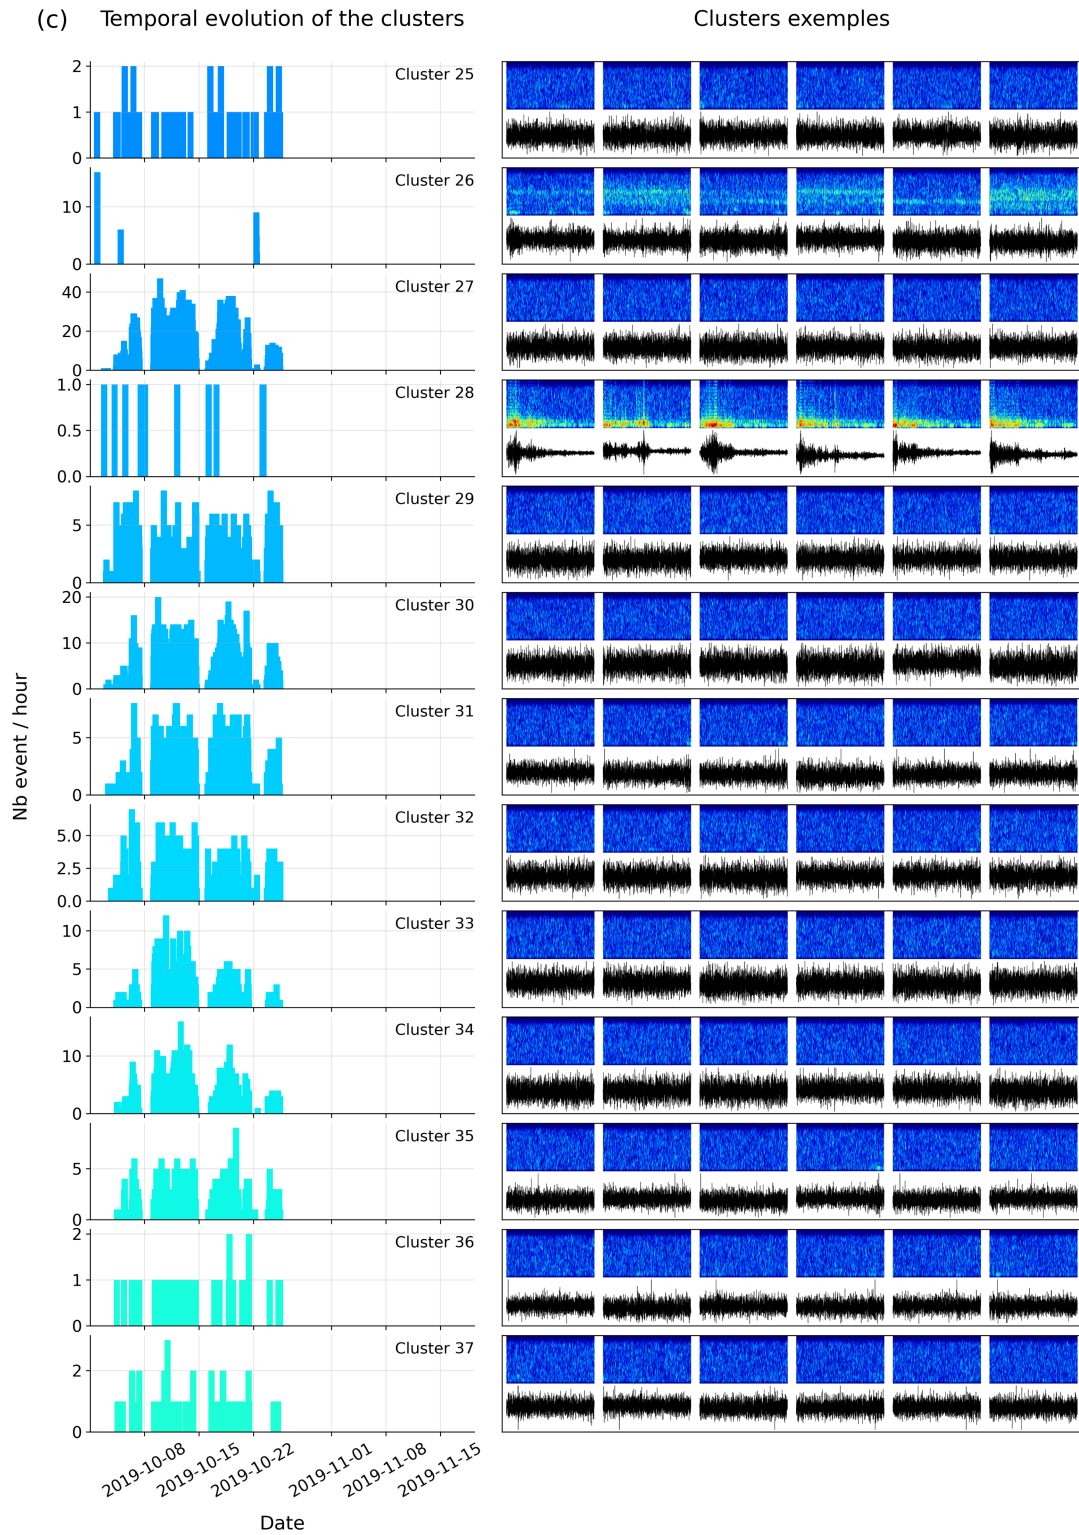 (c) Temporal evolution of the clusters Clusters exemples
Cluster 25
2
1
0
Cluster 26
10
0
Cluster 27
40
20
0
Cluster 28
1.0
0.5
0.0
Cluster 29
5
0
Cluster 30
20
10
0
Cluster 31
5
0
Cluster 32
5.0
2.5
0.0
Cluster 33
10
5
0
Cluster 34
10
0
Cluster 35
5
0
Cluster 36
2
1
0
Cluster 37
2
0
Nb event / hour
2019-10-08 2019-10-15 2019-10-22 2019-11-01 2019-11-08 2019-11-15
Date